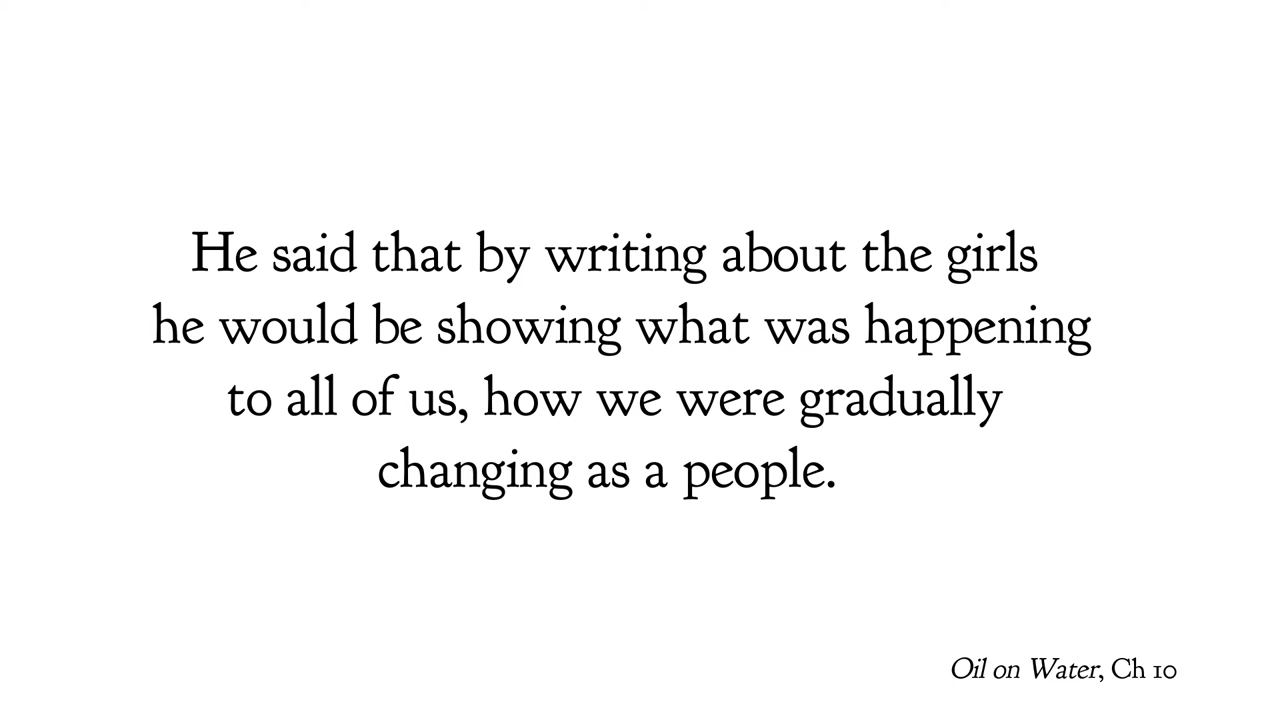 He said that by writing about the girls
he would be showing what was happening
to all of us, how we were gradually
changing as a people.
Oil on Water, Ch 10